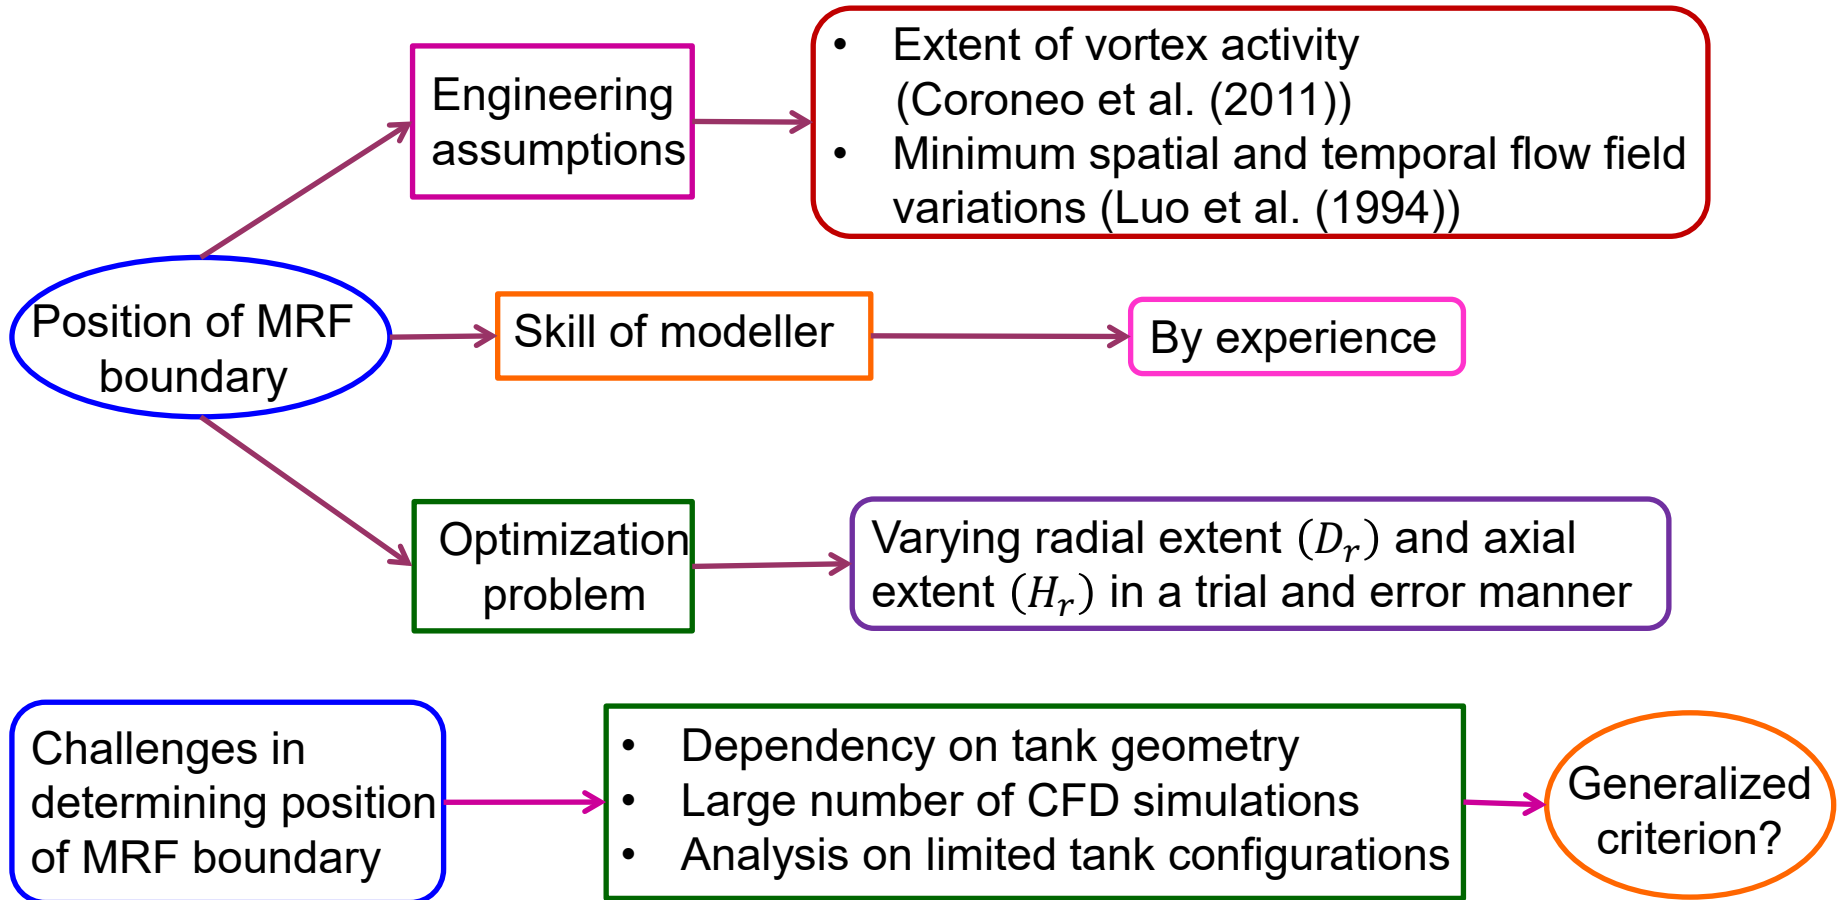 Engineering
assumptions
• Extent of vortex activity
(Coroneo et al. (2011))
• Minimum spatial and temporal flow field
variations (Luo et al. (1994))
Position of MRF
boundary
Skill of modeller
By experience
Optimization
problem
Varying radial extent (𝐷ᵣ) and axial
extent (𝐻ᵣ) in a trial and error manner
Challenges in
determining position
of MRF boundary
• Dependency on tank geometry
• Large number of CFD simulations
• Analysis on limited tank configurations
Generalized
criterion?